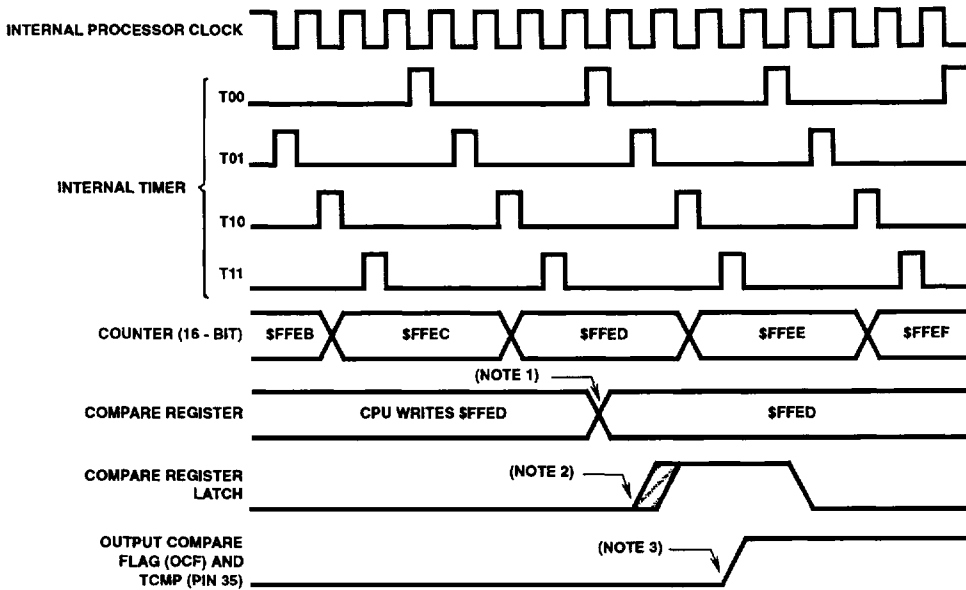 INTERNAL PROCESSOR CLOCK
T00
T01
INTERNAL TIMER
T10
T11
COUNTER (16 - BIT)
$FFEB
$FFEC
$FFED
$FFEE
$FFEF
(NOTE 1)
COMPARE REGISTER
CPU WRITES $FFED
$FFED
COMPARE REGISTER
LATCH
(NOTE 2)
OUTPUT COMPARE
FLAG (OCF) AND
TCMP (PIN 35)
(NOTE 3)